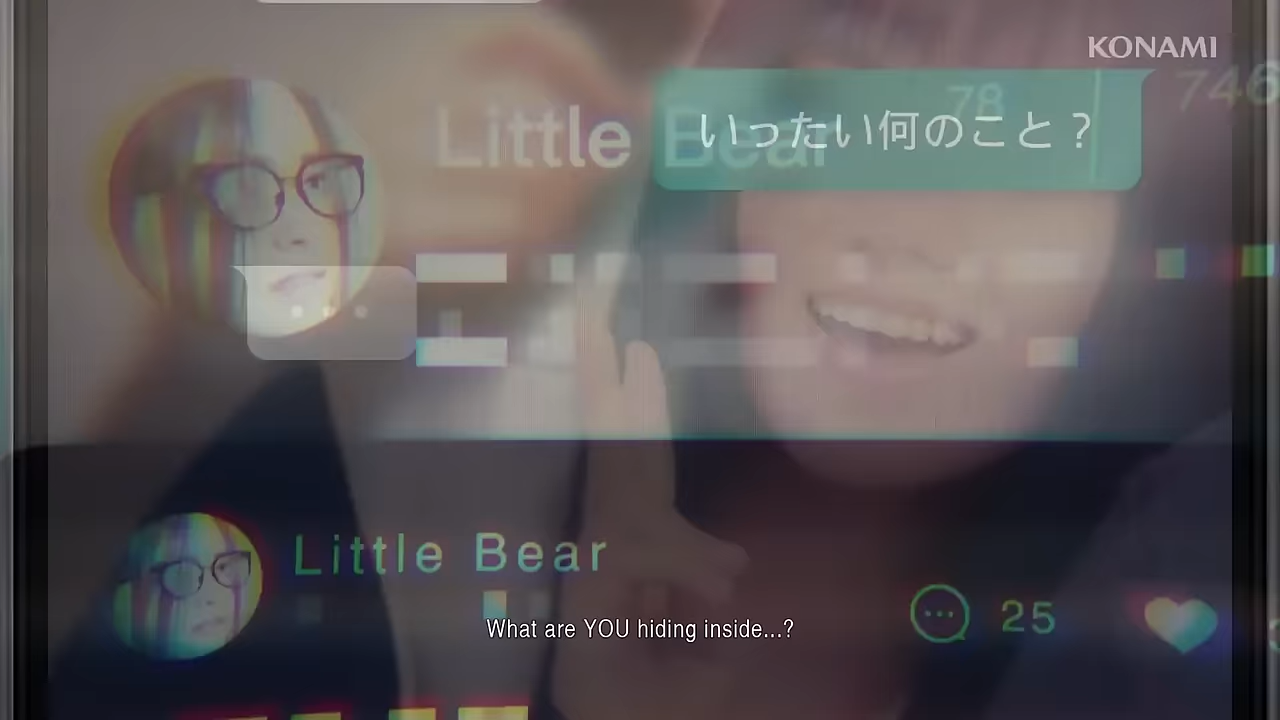 KONAMI
78
746
Little Bear
いったい何のこと？
Little Bear
25
What are YOU hiding inside...?